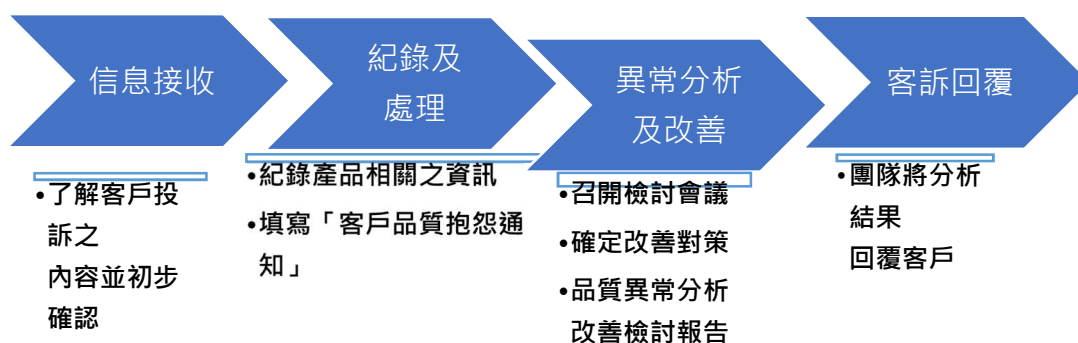 信息接收
•了解客戶投
訴之
內容並初步
確認
紀錄及
處理
•紀錄產品相關之資訊
•填寫「客戶品質抱怨通
知」
異常分析
及改善
•召開檢討會議
•確定改善對策
•品質異常分析
改善檢討報告
客訴回覆
•團隊將分析
結果
回覆客戶